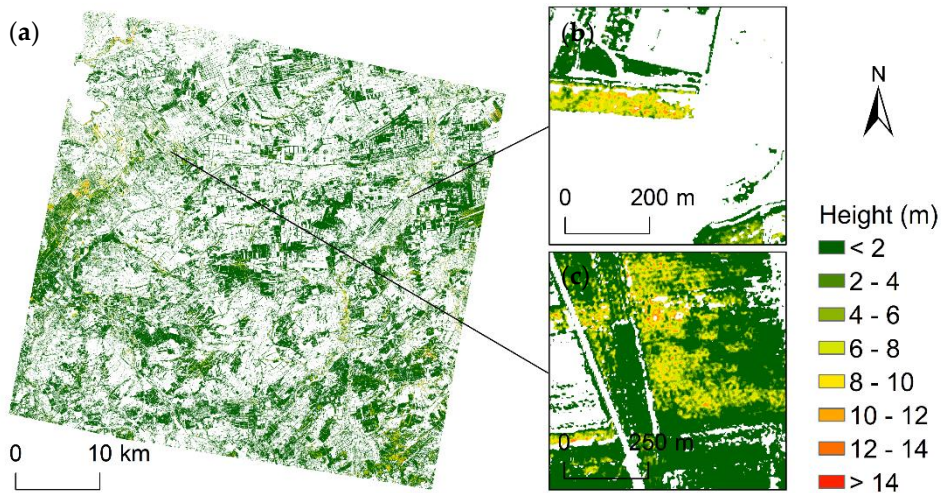 (a)
(b)
N
0 200 m
Height (m)
< 2
2 - 4
4 - 6
6 - 8
8 - 10
10 - 12
12 - 14
> 14
(c)
0 250 m
0 10 km